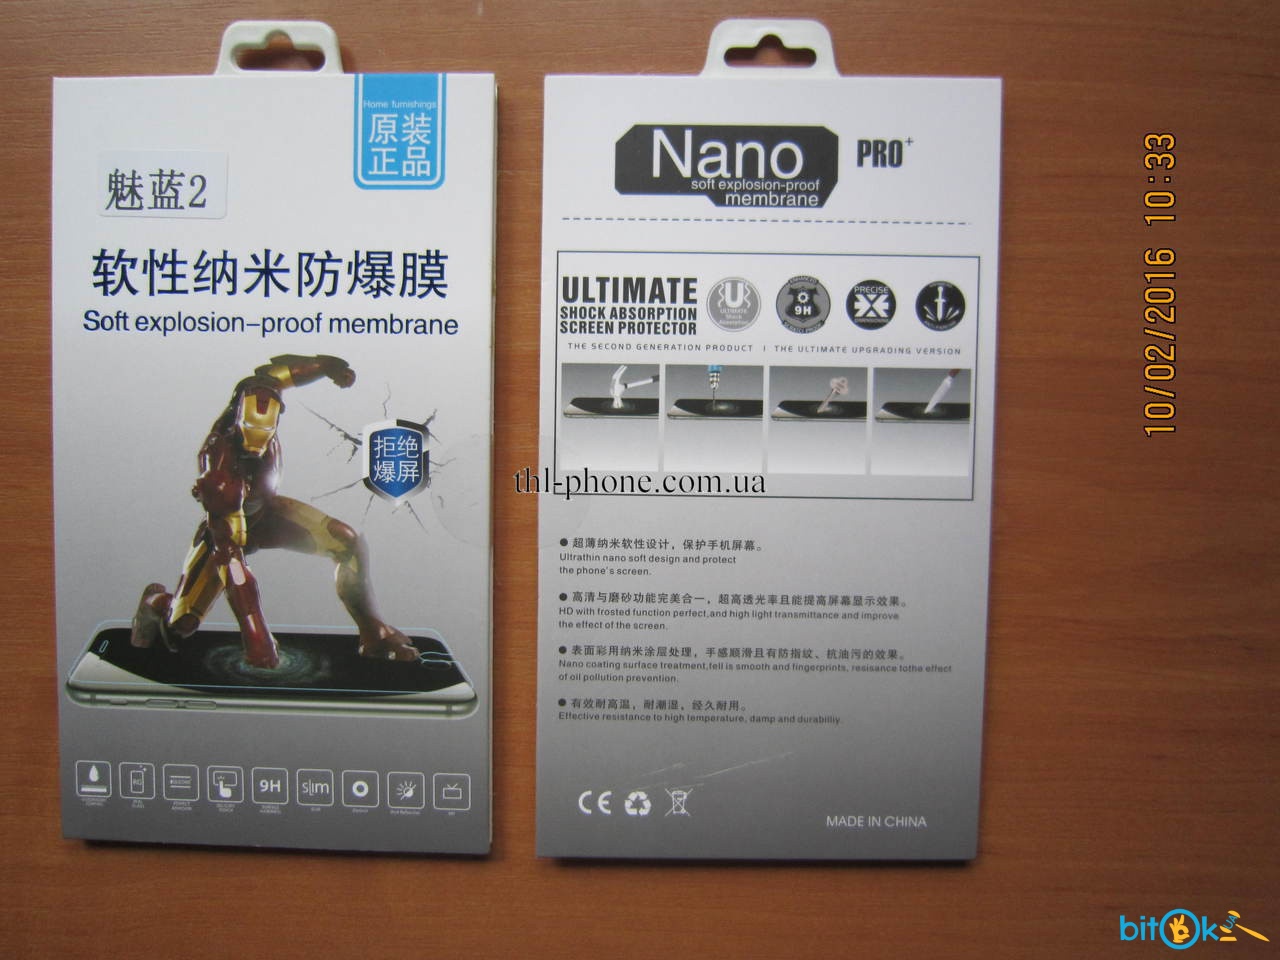 Home furnishings
原装
正品
魅蓝2
软性纳米防爆膜
Soft explosion-proof membrane
拒绝
爆屏
9H
slim
Nano
soft explosion-proof
membrane
PRO+
ULTIMATE
SHOCK ABSORPTION
SCREEN PROTECTOR
U
ULTIMATE
Shock
Absorption
9H
PRECISE
THE SECOND GENERATION PRODUCT | THE ULTIMATE UPGRADING VERSION
thl-phone.com.ua
● 超薄纳米软性设计，保护手机屏幕。
Ultrathin nano soft design and protect
the phone's screen.
● 高清与磨砂功能完美合一，超高透光率且能提高屏幕显示效果。
HD with frosted function perfect,and high light transmittance and improve
the effect of the screen.
● 表面彩用纳米涂层处理，手感顺滑且有防指纹、杭油污的效果。
Nano coating surface treatment,fell is smooth and fingerprints, resisance tothe effect
of oil pollution prevention.
● 有效耐高温，耐潮湿，经久耐用。
Effective resistance to high temperature, damp and durabiliiy
CE
MADE IN CHINA
10/02/2016 10:33
bitOk
UA